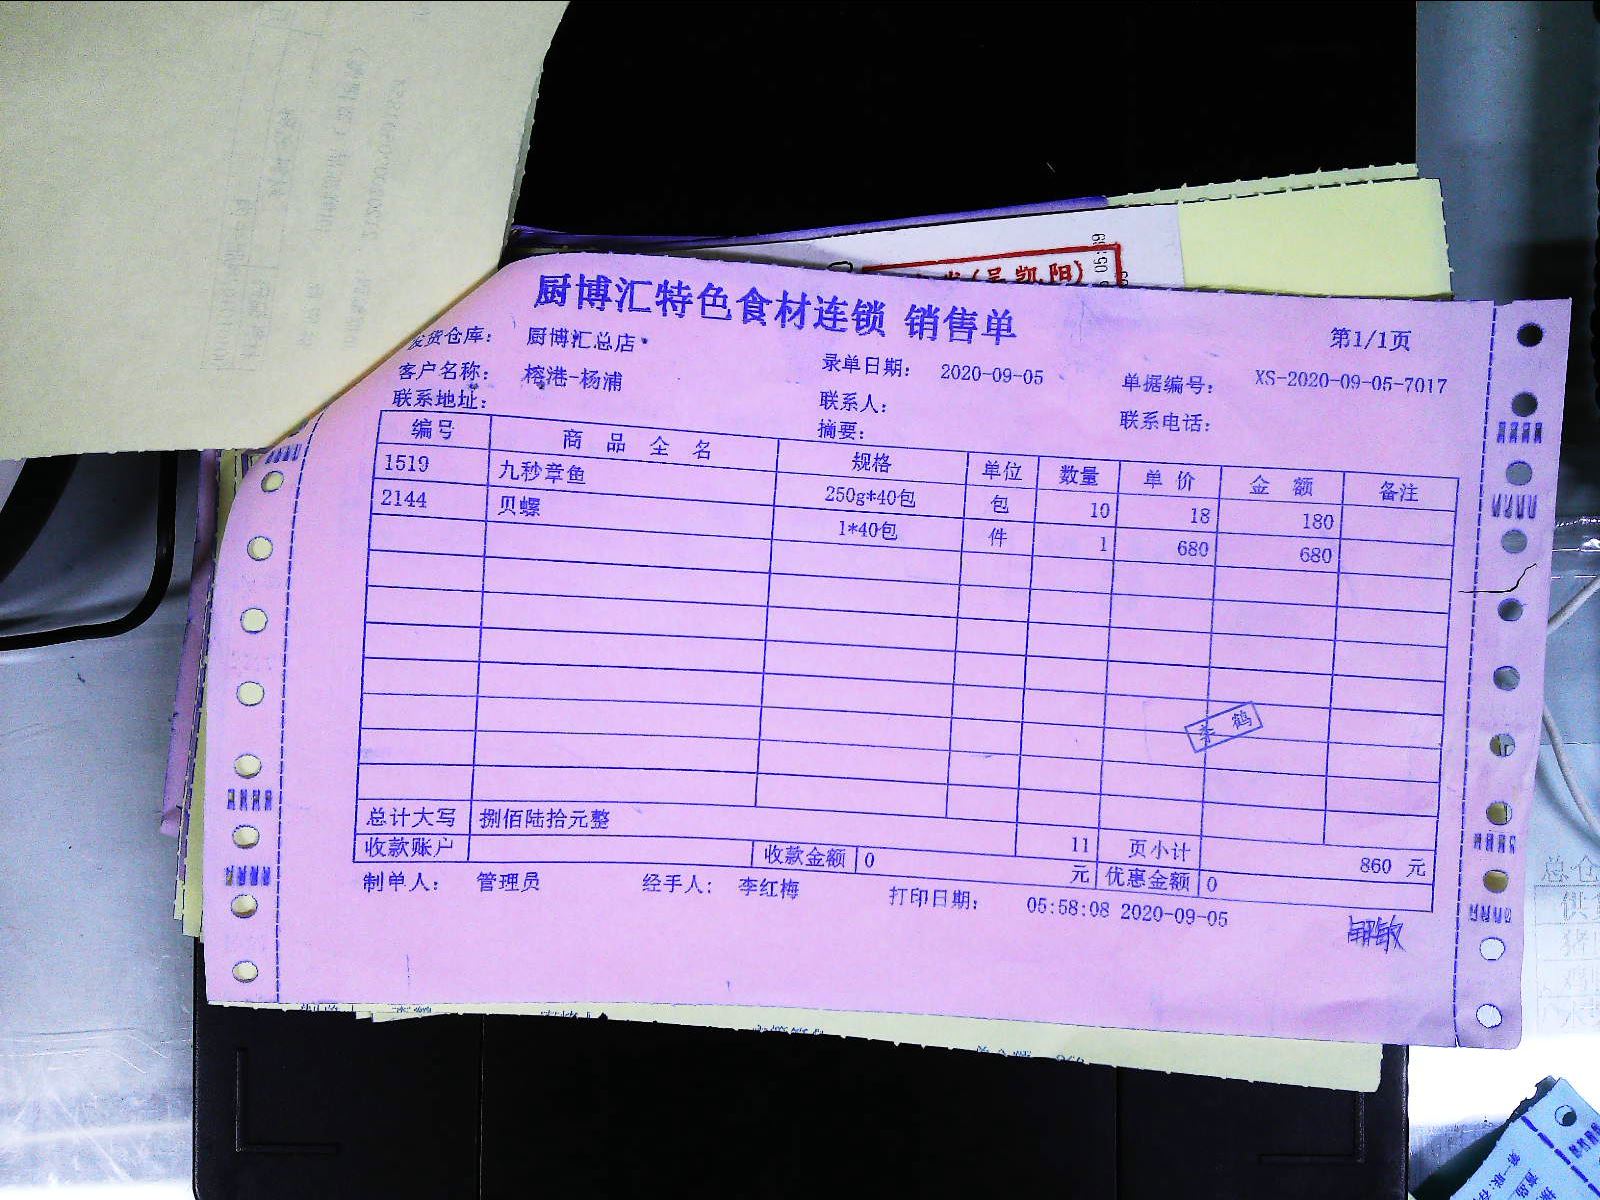 厨博汇特色食材连锁 销售单
第1/1页
发货仓库： 厨博汇总店
录单日期： 2020-09-05
单据编号： XS-2020-09-05-7017
客户名称： 榕港-杨浦
联系人：
联系电话：
联系地址：
摘要：
编号 商品全名 规格 单位 数量 单价 金额 备注
1519 九秒章鱼 250g*40包 包 10 18 180
2144 贝螺 1*40包 件 1 680 680
李鹤
总计大写 捌佰陆拾元整 11 页小计 860 元
收款账户 收款金额 0 元 优惠金额 0
制单人： 管理员 经手人： 李红梅 打印日期： 05:58:08 2020-09-05
05:59
总仓